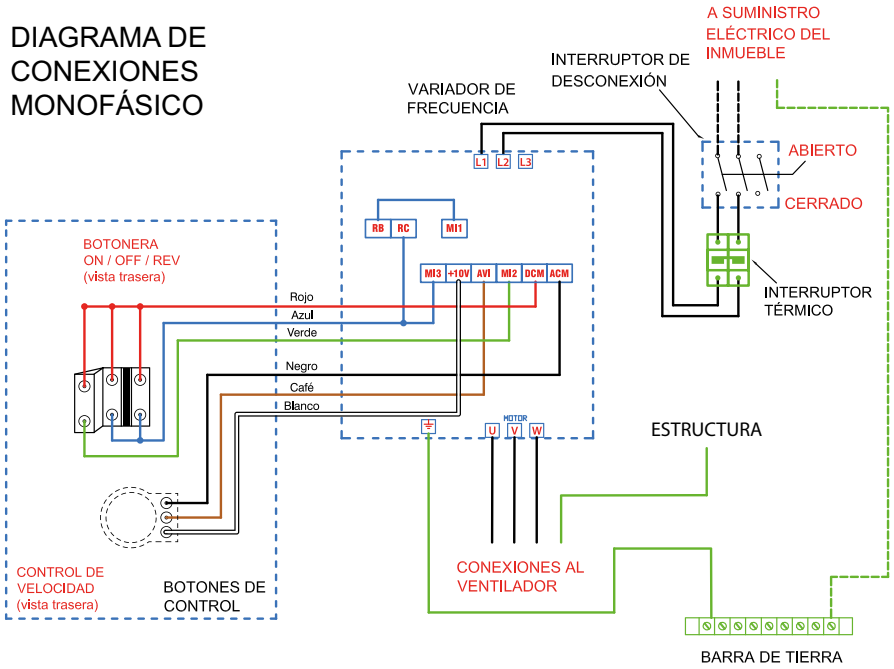 DIAGRAMA DE
CONEXIONES
MONOFÁSICO
A SUMINISTRO
ELÉCTRICO DEL
INMUEBLE
INTERRUPTOR DE
DESCONEXIÓN
VARIADOR DE
FRECUENCIA
L1 L2 L3
ABIERTO
CERRADO
RB RC MI1
BOTONERA
ON / OFF / REV
(vista trasera)
MI3 +10V AVI MI2 DCM ACM
INTERRUPTOR
TÉRMICO
Rojo
Azul
Verde
Negro
Café
Blanco
MOTOR
U V W
ESTRUCTURA
CONEXIONES AL
VENTILADOR
CONTROL DE
VELOCIDAD
(vista trasera)
BOTONES DE
CONTROL
BARRA DE TIERRA